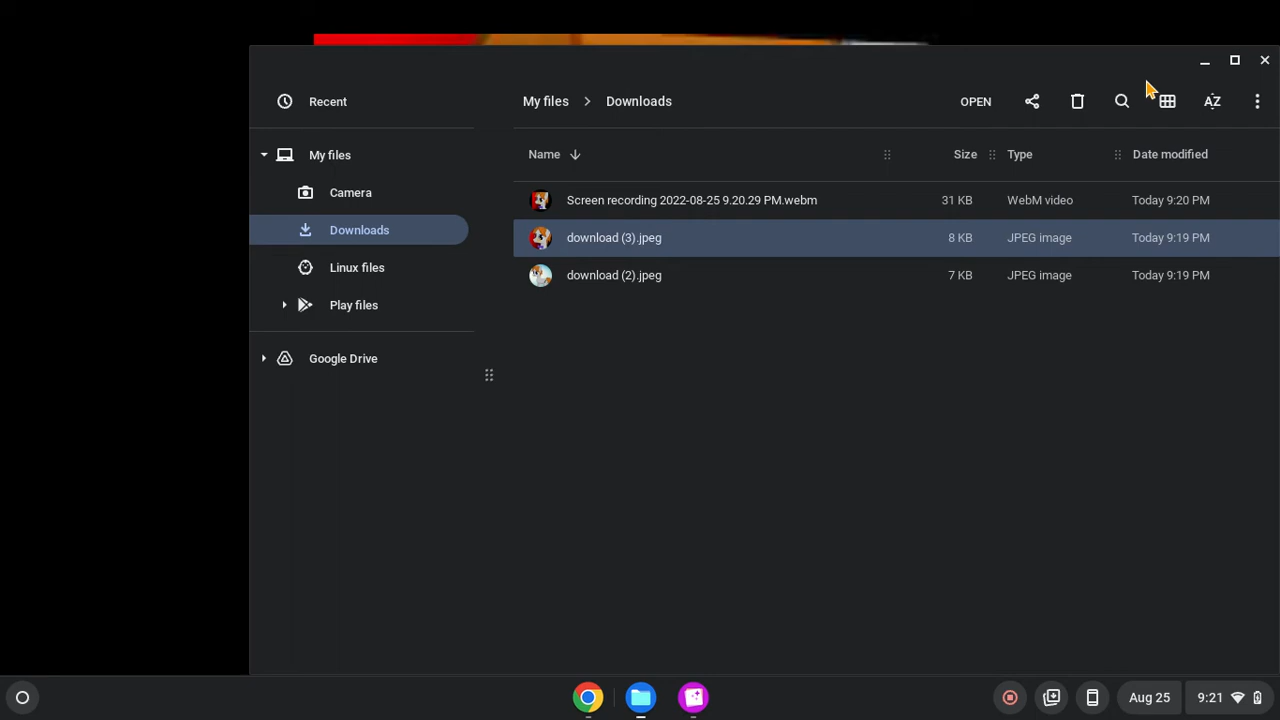 Recent
My files > Downloads
OPEN
AZ
My files
Camera
Downloads
Linux files
Play files
Google Drive
Name Size Type Date modified
Screen recording 2022-08-25 9.20.29 PM.webm 31 KB WebM video Today 9:20 PM
download (3).jpeg 8 KB JPEG image Today 9:19 PM
download (2).jpeg 7 KB JPEG image Today 9:19 PM
Aug 25 9:21